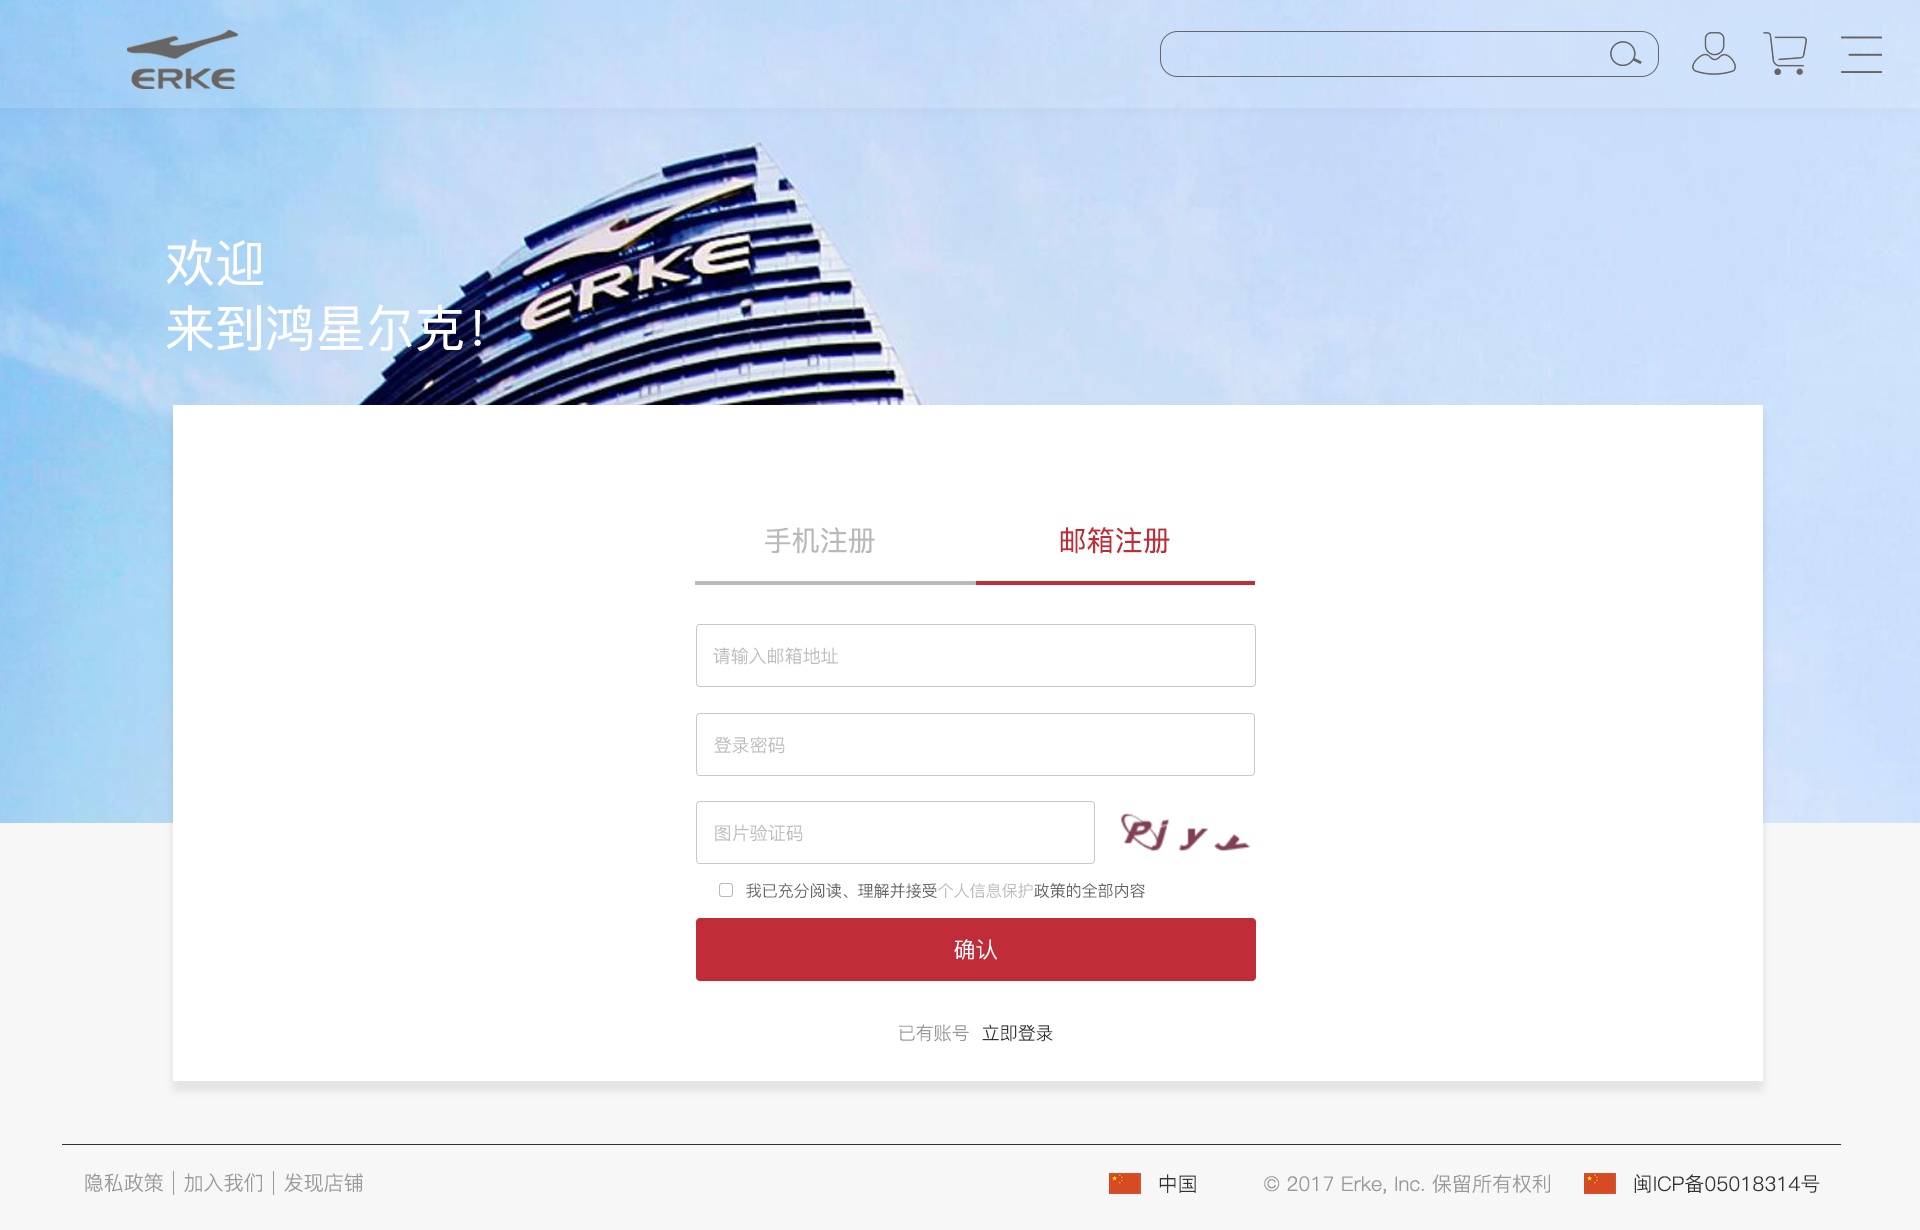 ERKE
ERKE
欢迎
来到鸿星尔克!
手机注册
邮箱注册
请输入邮箱地址
登录密码
图片验证码
我已充分阅读、理解并接受个人信息保护政策的全部内容
确认
已有账号 立即登录
隐私政策 | 加入我们 | 发现店铺
中国
© 2017 Erke, Inc. 保留所有权利
闽ICP备05018314号